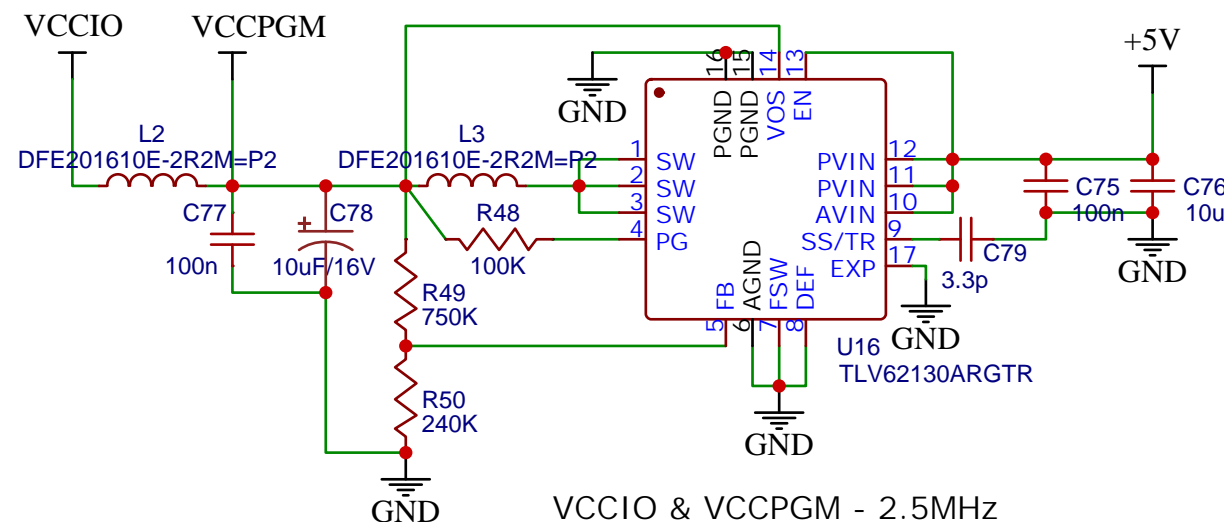 VCCIO
VCCPGM
+5V
L2
DFE201610E-2R2M=P2
L3
DFE201610E-2R2M=P2
C77
100n
C78
+
10uF/16V
R48
100K
R49
750K
R50
240K
GND
GND
16
15
14
13
PGND
PGND
VOS
EN
1
SW
2
SW
3
SW
4
PG
PVIN
12
PVIN
11
AVIN
10
SS/TR
9
EXP
17
FB
AGND
FSW
DEF
5
6
7
8
GND
U16
TLV62130ARGTR
C79
3.3p
GND
C75
100n
C76
10u
GND
VCCIO & VCCPGM - 2.5MHz